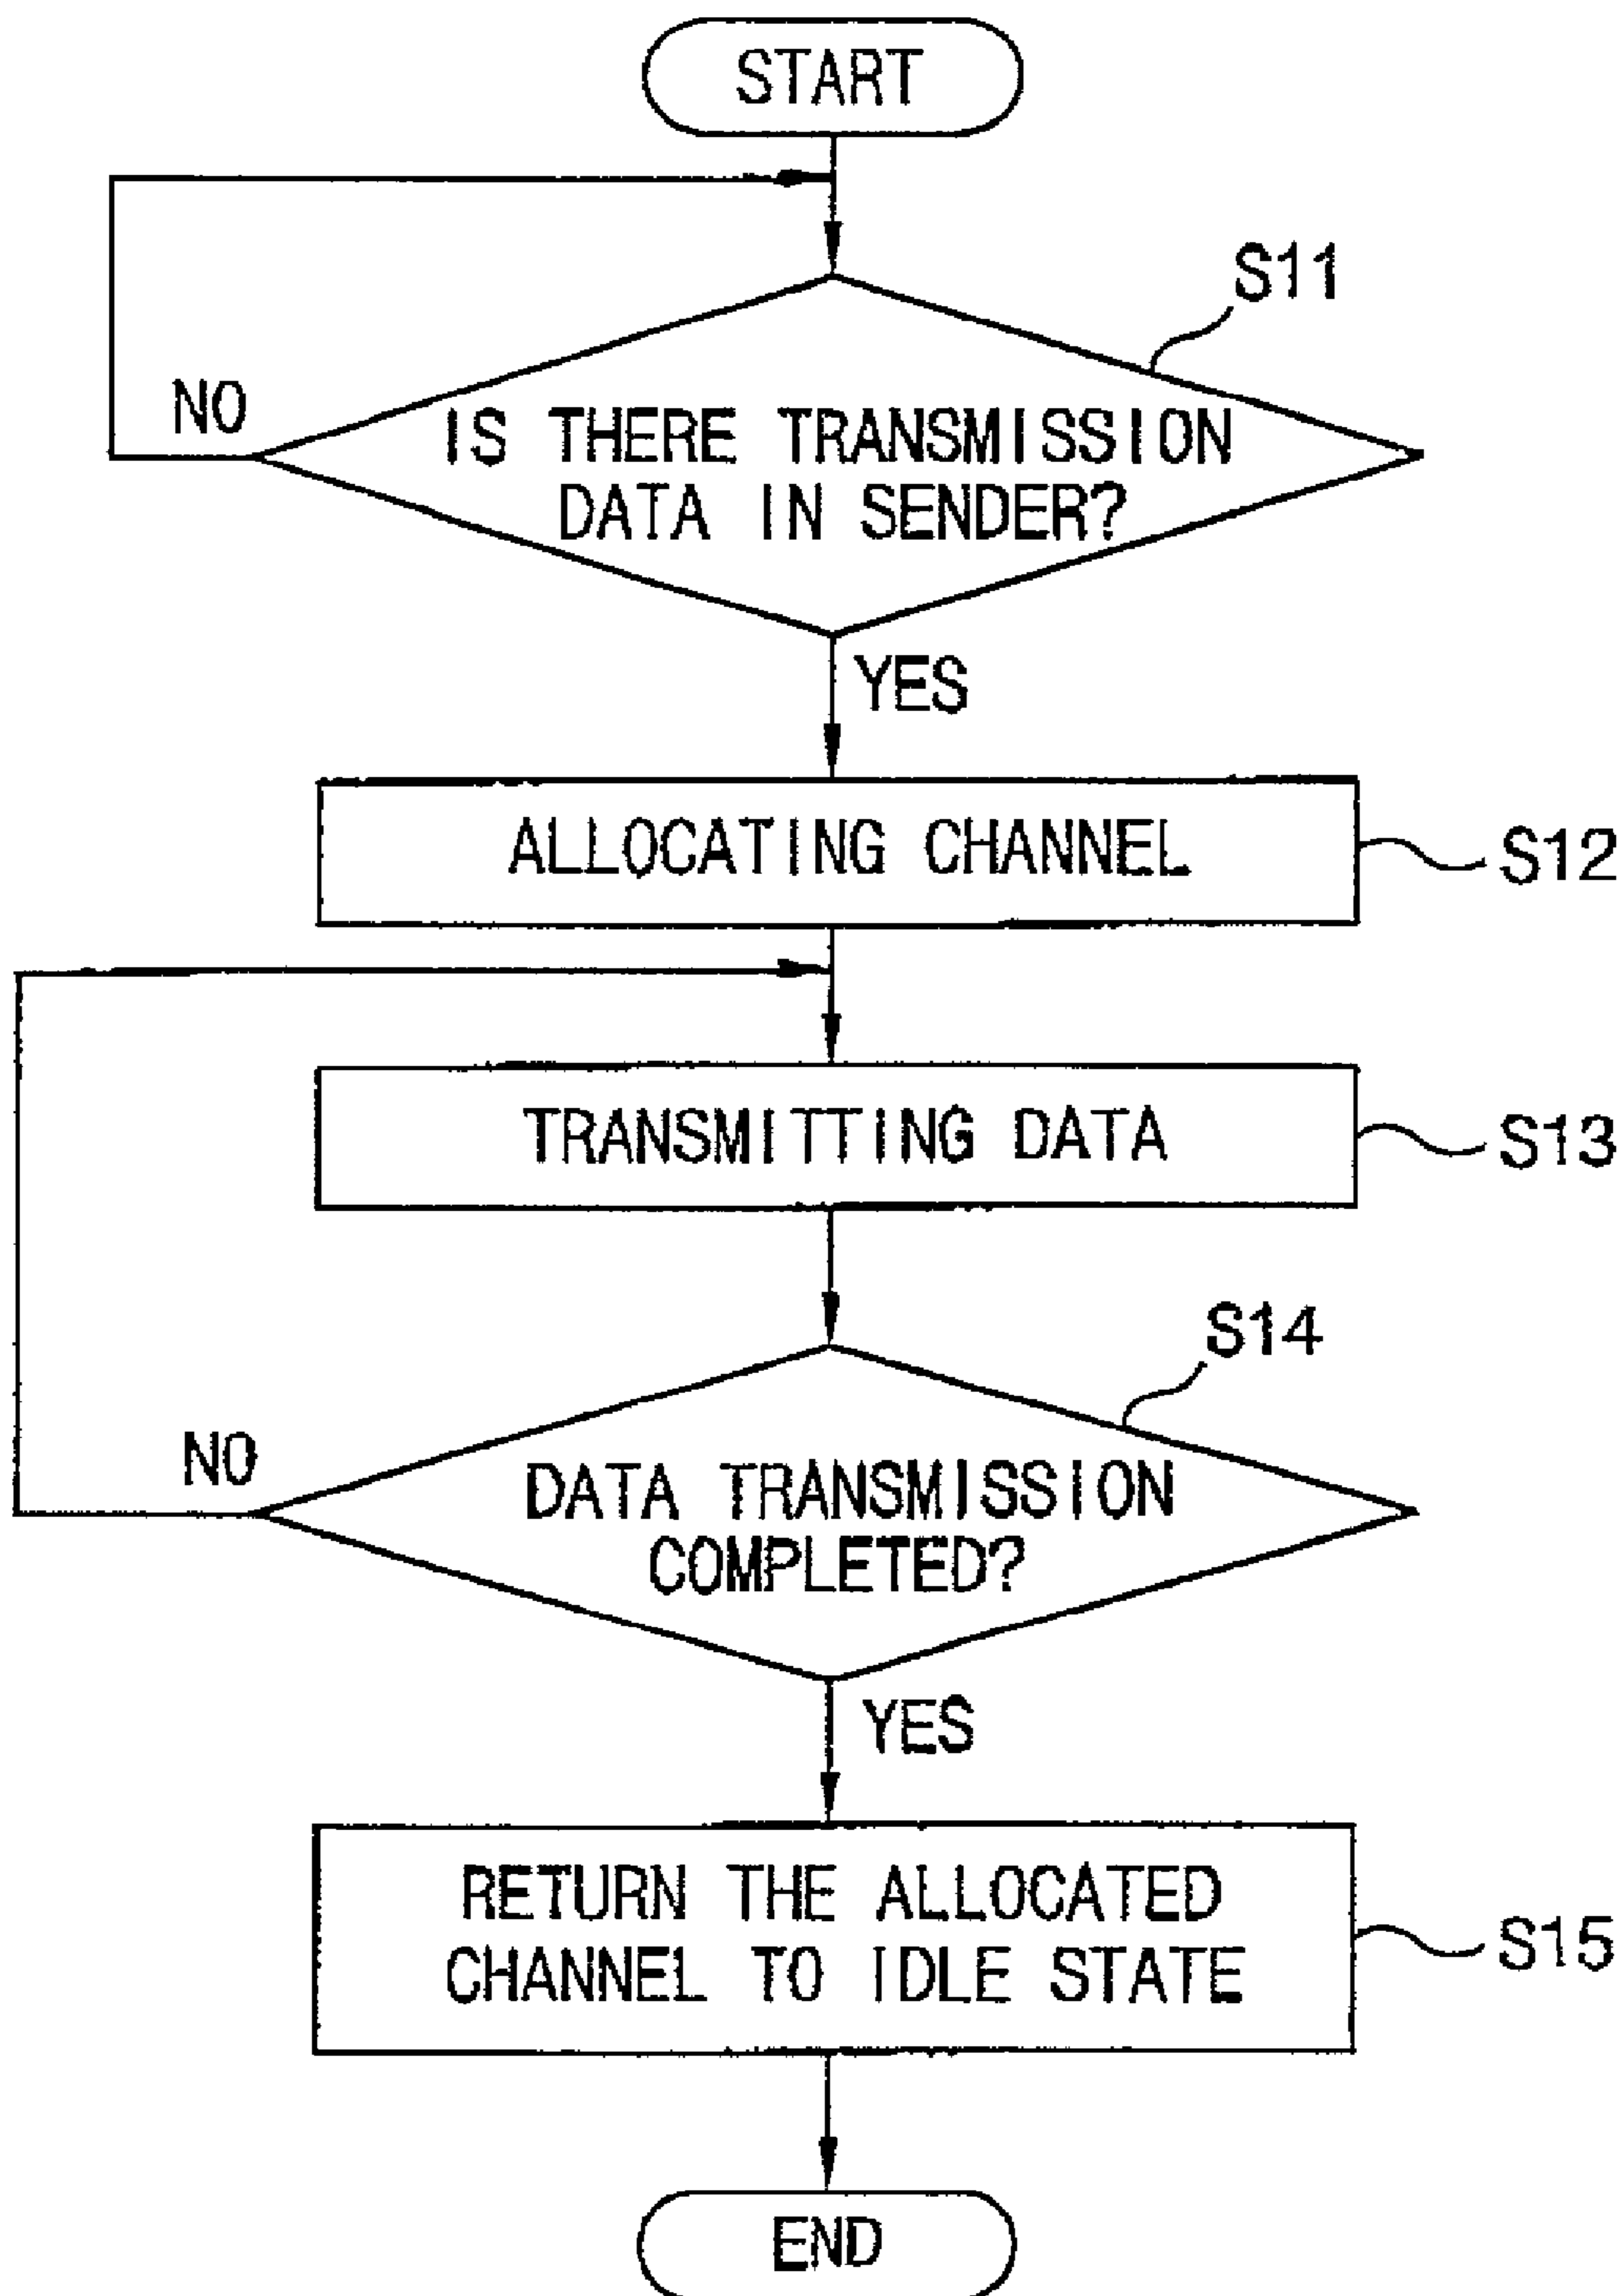 START
S11
NO
IS THERE TRANSMISSION
DATA IN SENDER?
YES
ALLOCATING CHANNEL
S12
TRANSMITTING DATA
S13
S14
NO
DATA TRANSMISSION
COMPLETED?
YES
RETURN THE ALLOCATED
CHANNEL TO IDLE STATE
S15
END